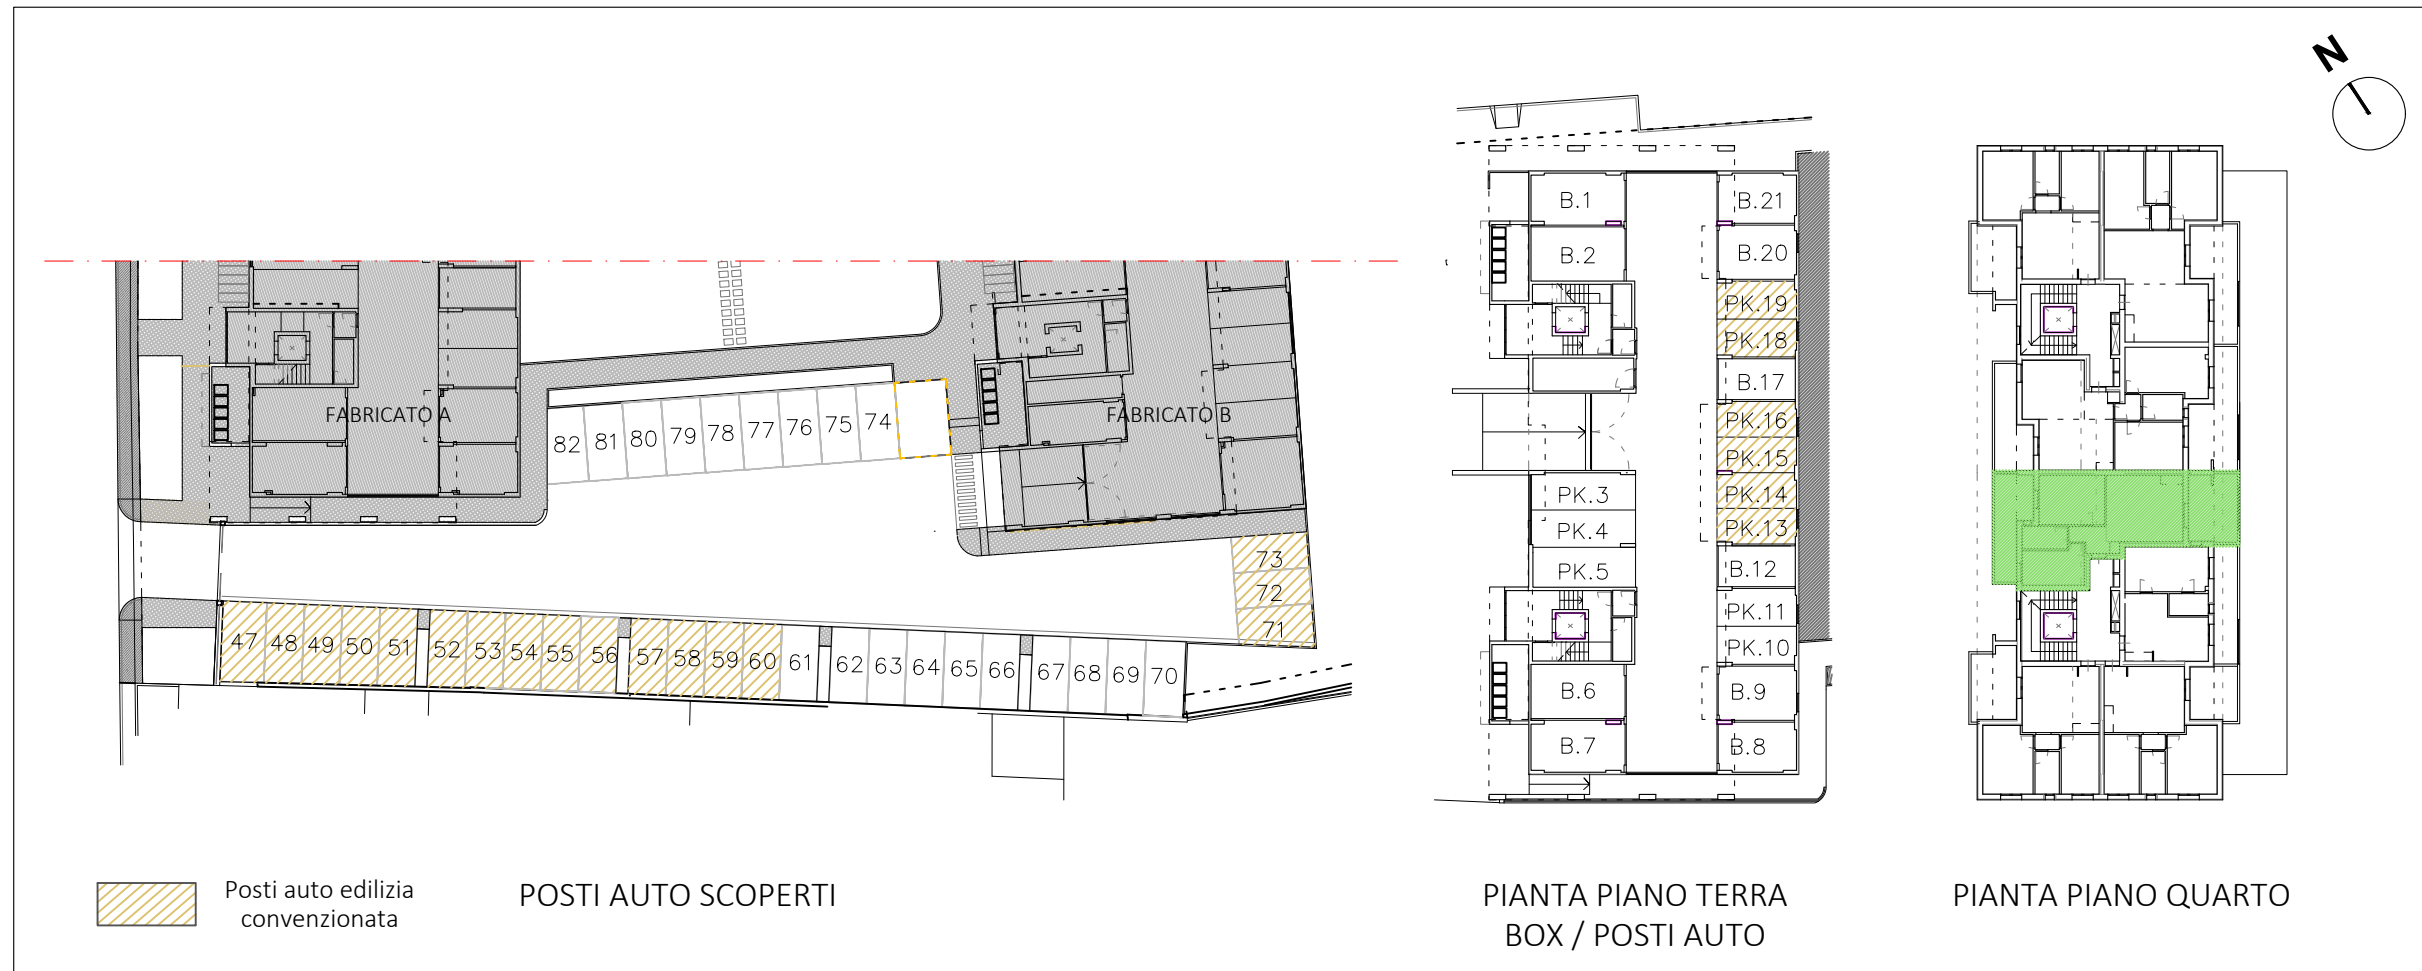 N
FABRICATO A
FABRICATO B
82 81 80 79 78 77 76 75 74
73
72
71
47 48 49 50 51 52 53 54 55 56 57 58 59 60 61 62 63 64 65 66 67 68 69 70
B.1 B.21
B.2 B.20
PK.19
PK.18
B.17
PK.16
PK.15
PK.3 PK.14
PK.4 PK.13
PK.5 B.12
PK.11
PK.10
B.6 B.9
B.7 B.8
Posti auto edilizia
convenzionata
POSTI AUTO SCOPERTI
PIANTA PIANO TERRA
BOX / POSTI AUTO
PIANTA PIANO QUARTO